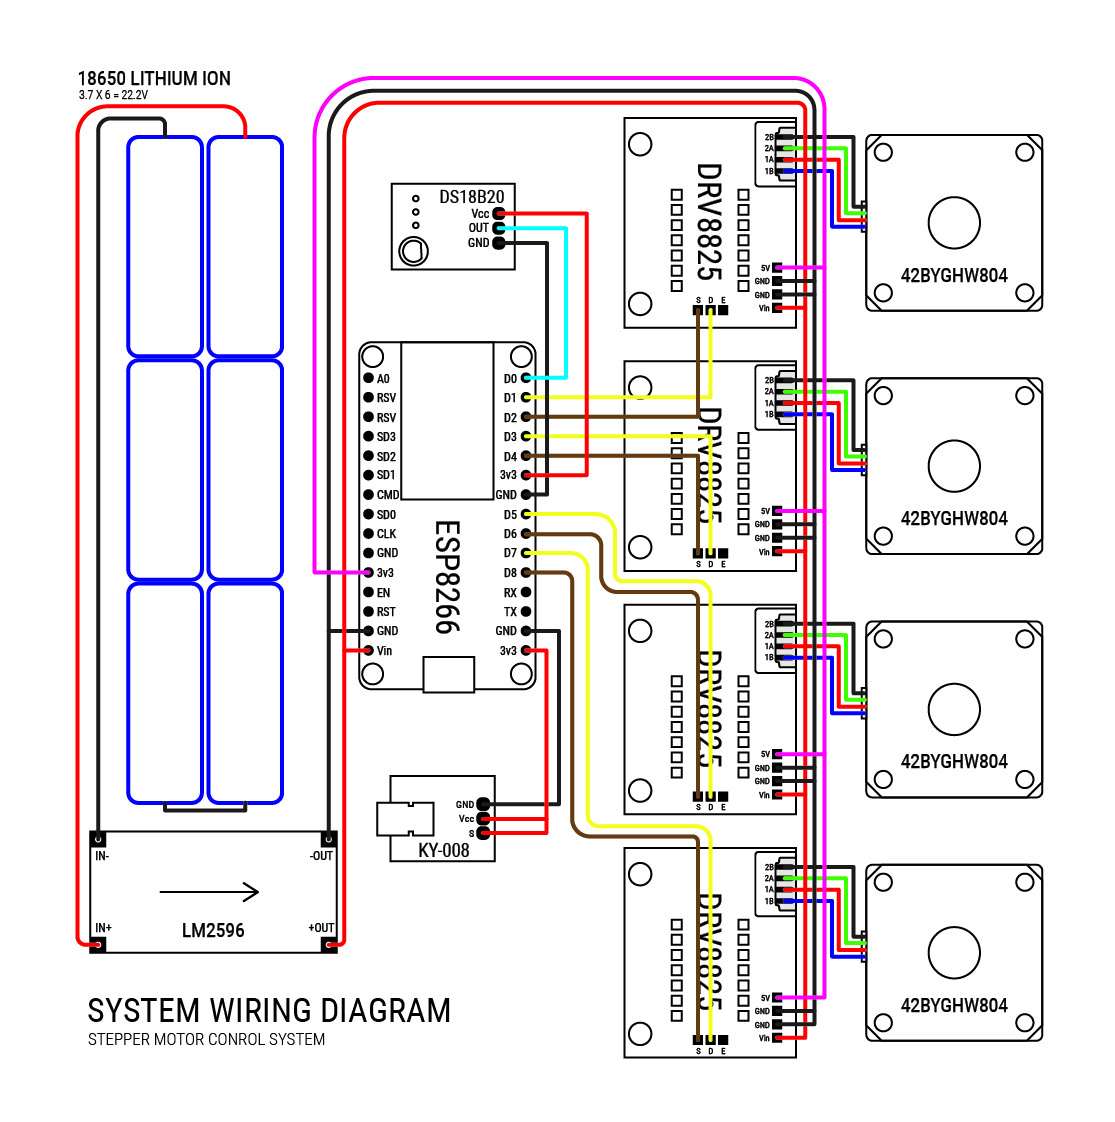 18650 LITHIUM ION
3.7 X 6 = 22.2V
IN-
-OUT
IN+
+OUT
LM2596
DS18B20
Vcc
OUT
GND
A0
RSV
RSV
SD3
SD2
SD1
CMD
SD0
CLK
GND
3v3
EN
RST
GND
Vin
D0
D1
D2
D3
D4
3v3
GND
D5
D6
D7
D8
RX
TX
GND
3v3
ESP8266
GND
Vcc
S
KY-008
DRV8825
2B
2A
1A
1B
5V
GND
GND
Vin
S D E
42BYGHW804
DRV8825
2B
2A
1A
1B
5V
GND
GND
Vin
S D E
42BYGHW804
DRV8825
2B
2A
1A
1B
5V
GND
GND
Vin
S D E
42BYGHW804
DRV8825
2B
2A
1A
1B
5V
GND
GND
Vin
S D E
42BYGHW804
SYSTEM WIRING DIAGRAM
STEPPER MOTOR CONROL SYSTEM